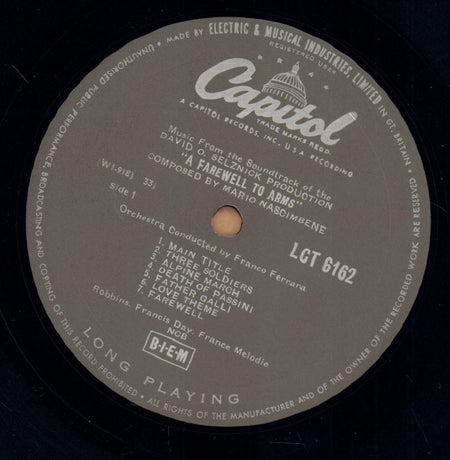 MADE BY ELECTRIC & MUSICAL INDUSTRIES, LIMITED IN GT. BRITAIN • ALL RIGHTS OF THE MANUFACTURER AND OF THE OWNER OF THE RECORDED WORK ARE RESERVED
UNAUTHORISED PUBLIC PERFORMANCE, BROADCASTING AND COPYING OF THIS RECORD PROHIBITED •
REGISTERED USER
Capitol
TRADE MARKS REGD.
A CAPITOL RECORDS, INC., U S A RECORDING
Music From the Soundtrack of the
DAVID O. SELZNICK PRODUCTION
"A FAREWELL TO ARMS"
COMPOSED BY MARIO NASCIMBENE
(W1-918) 33)
Side 1
LCT 6162
Orchestra Conducted by Franco Ferrara
1. MAIN TITLE
2. THREE SOLDIERS
3. ALPINE MARCH
4. DEATH OF PASSINI
5. FATHER GALLI
6. LOVE THEME
7. FAREWELL
Robbins, Francis Day, France Melodie
NCB
B·I·E·M
LONG PLAYING